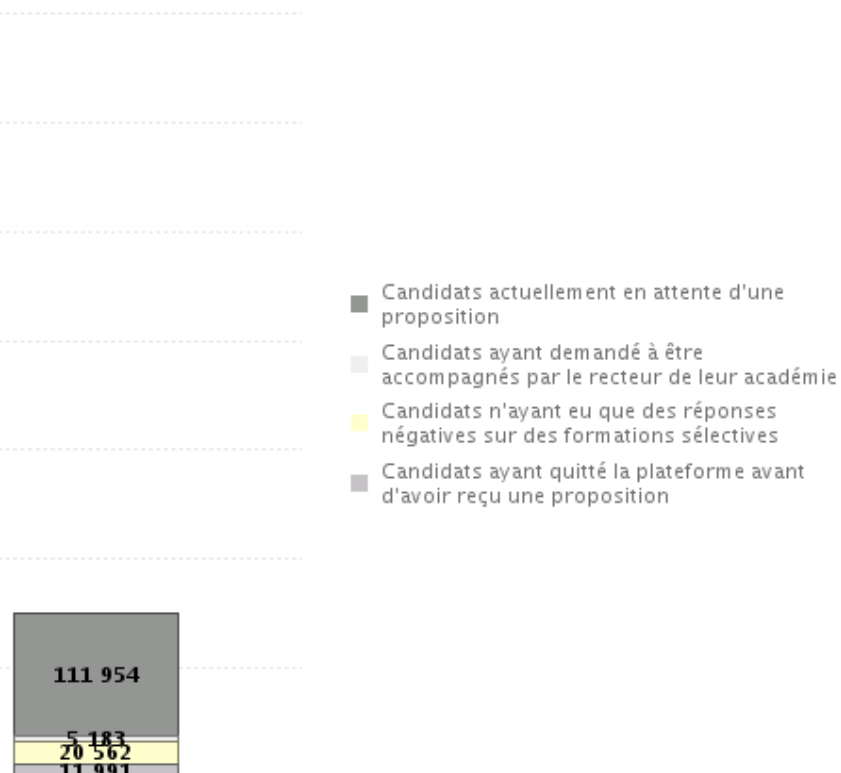 Candidats actuellement en attente d'une
proposition
Candidats ayant demandé à être
accompagnés par le recteur de leur académie
Candidats n'ayant eu que des réponses
négatives sur des formations sélectives
Candidats ayant quitté la plateforme avant
d'avoir reçu une proposition
111 954
5 183
20 562
11 991